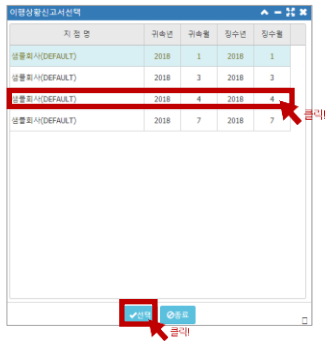 이행상황신고서선택
지 점 명 귀속년 귀속월 징수년 징수월
샘플회사(DEFAULT) 2018 1 2018 1
샘플회사(DEFAULT) 2018 3 2018 3
샘플회사(DEFAULT) 2018 4 2018 4
클릭!
샘플회사(DEFAULT) 2018 7 2018 7
선택 종료
클릭!